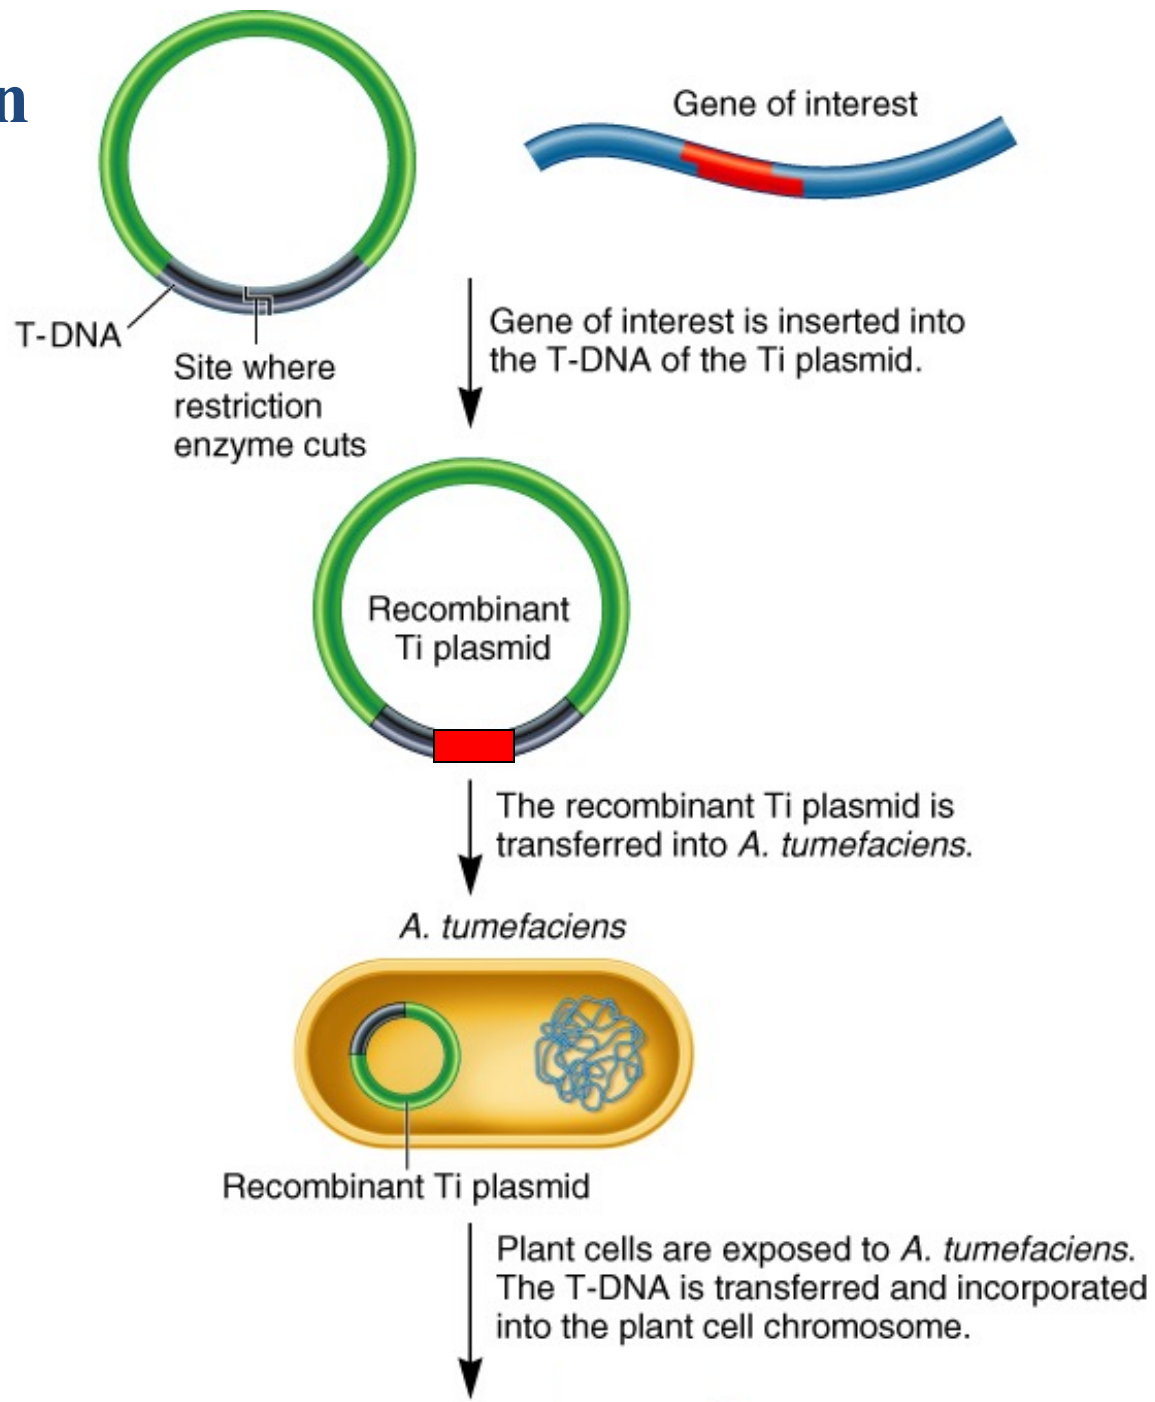 n
Gene of interest
T-DNA
Site where
restriction
enzyme cuts
Gene of interest is inserted into
the T-DNA of the Ti plasmid.
Recombinant
Ti plasmid
The recombinant Ti plasmid is
transferred into A. tumefaciens.
A. tumefaciens
Recombinant Ti plasmid
Plant cells are exposed to A. tumefaciens.
The T-DNA is transferred and incorporated
into the plant cell chromosome.